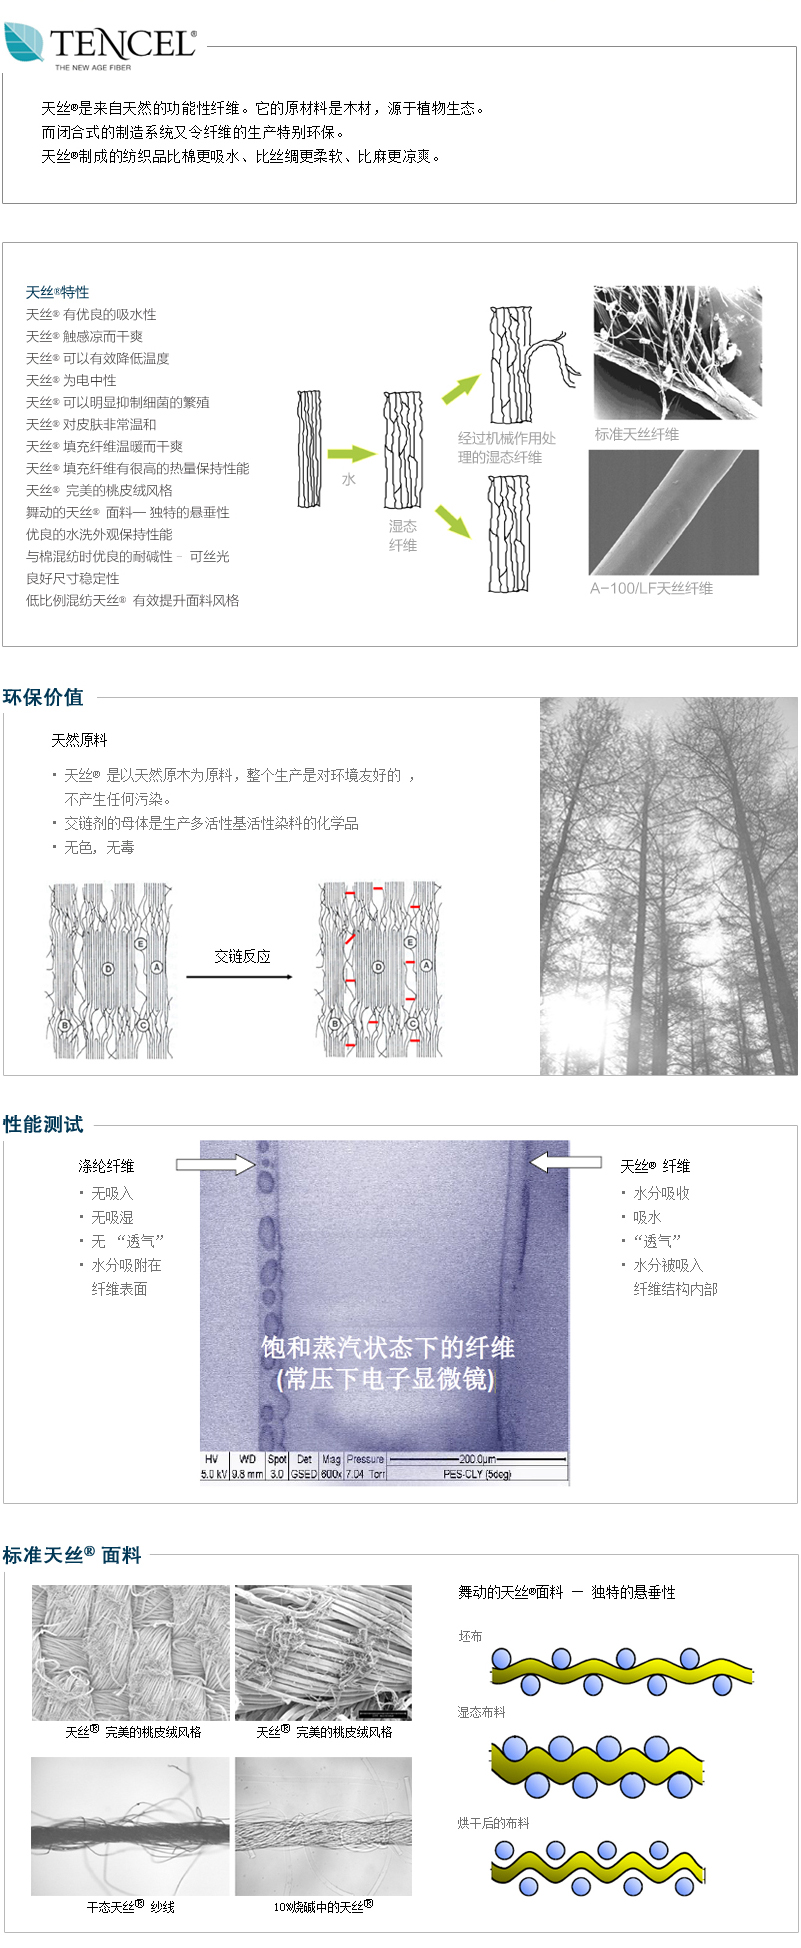 TENCEL®
THE NEW AGE FIBER
天丝®是来自天然的功能性纤维。它的原材料是木材，源于植物生态。
而闭合式的制造系统又令纤维的生产特别环保。
天丝®制成的纺织品比棉更吸水、比丝绸更柔软、比麻更凉爽。
天丝®特性
天丝® 有优良的吸水性
天丝® 触感凉而干爽
天丝® 可以有效降低温度
天丝® 为电中性
天丝® 可以明显抑制细菌的繁殖
天丝® 对皮肤非常温和
天丝® 填充纤维温暖而干爽
天丝® 填充纤维有很高的热量保持性能
天丝® 完美的桃皮绒风格
舞动的天丝® 面料— 独特的悬垂性
优良的水洗外观保持性能
与棉混纺时优良的耐碱性 – 可丝光
良好尺寸稳定性
低比例混纺天丝® 有效提升面料风格
水
湿态
纤维
经过机械作用处
理的湿态纤维
标准天丝纤维
A-100/LF天丝纤维
环保价值
天然原料
· 天丝® 是以天然原木为原料，整个生产是对环境友好的 ，
不产生任何污染。
· 交链剂的母体是生产多活性基活性染料的化学品
· 无色，无毒
E
D
A
B
C
交链反应
E
D
A
B
C
性能测试
涤纶纤维
· 无吸入
· 无吸湿
· 无 “透气”
· 水分吸附在
纤维表面
天丝® 纤维
· 水分吸收
· 吸水
· “透气”
· 水分被吸入
纤维结构内部
饱和蒸汽状态下的纤维
(常压下电子显微镜)
HV WD Spot Det Mag Pressure 200.0µm
5.0 kV 9.8 mm 3.0 GSED 600x 7.04 Torr PES-CLY (5deg)
标准天丝® 面料
天丝® 完美的桃皮绒风格
天丝® 完美的桃皮绒风格
干态天丝® 纱线
10%烧碱中的天丝®
舞动的天丝®面料 — 独特的悬垂性
坯布
湿态布料
烘干后的布料